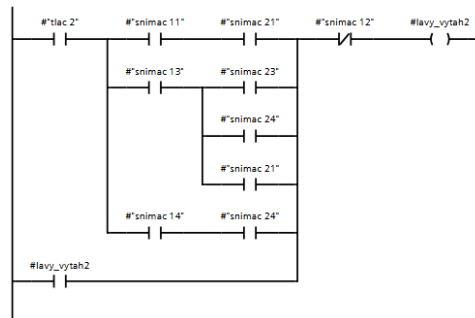 #"tlac 2" #"snimac 11" #"snimac 21" #"snimac 12" #lavy_vytah2
#"snimac 13" #"snimac 23"
#"snimac 24"
#"snimac 21"
#"snimac 14" #"snimac 24"
#lavy_vytah2